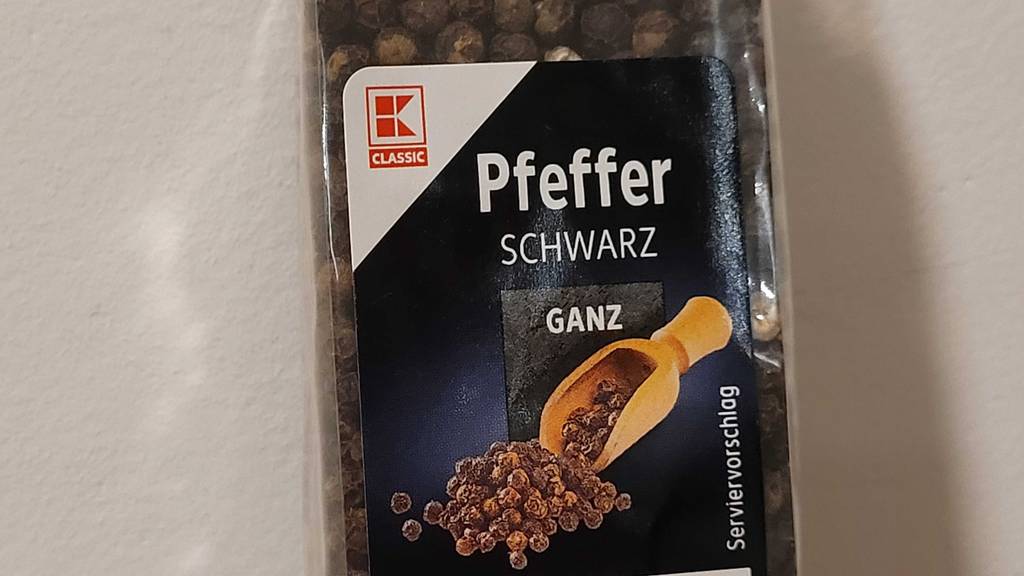 K
CLASSIC
Pfeffer
SCHWARZ
GANZ
Serviervorschlag